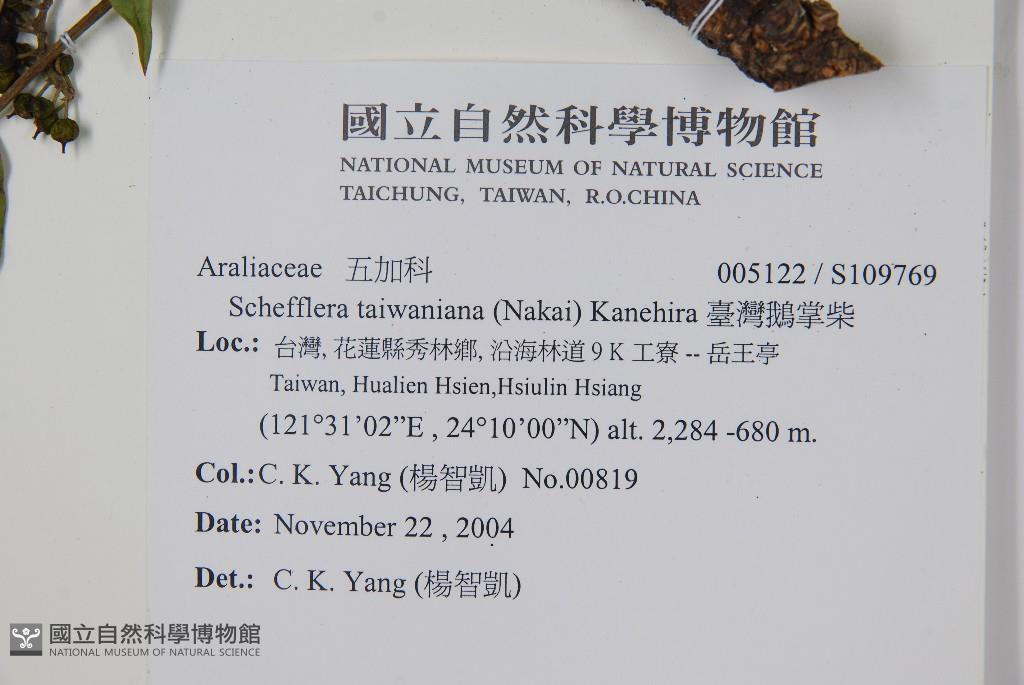 國立自然科學博物館
NATIONAL MUSEUM OF NATURAL SCIENCE
TAICHUNG, TAIWAN, R.O.CHINA
Araliaceae 五加科 005122 / S109769
Schefflera taiwaniana (Nakai) Kanehira 臺灣鵝掌柴
Loc.: 台灣, 花蓮縣秀林鄉, 沿海林道 9 K 工寮 -- 岳王亭
Taiwan, Hualien Hsien,Hsiulin Hsiang
(121°31’02”E , 24°10’00”N) alt. 2,284 -680 m.
Col.: C. K. Yang (楊智凱) No.00819
Date: November 22 , 2004
Det.: C. K. Yang (楊智凱)
國立自然科學博物館
NATIONAL MUSEUM OF NATURAL SCIENCE